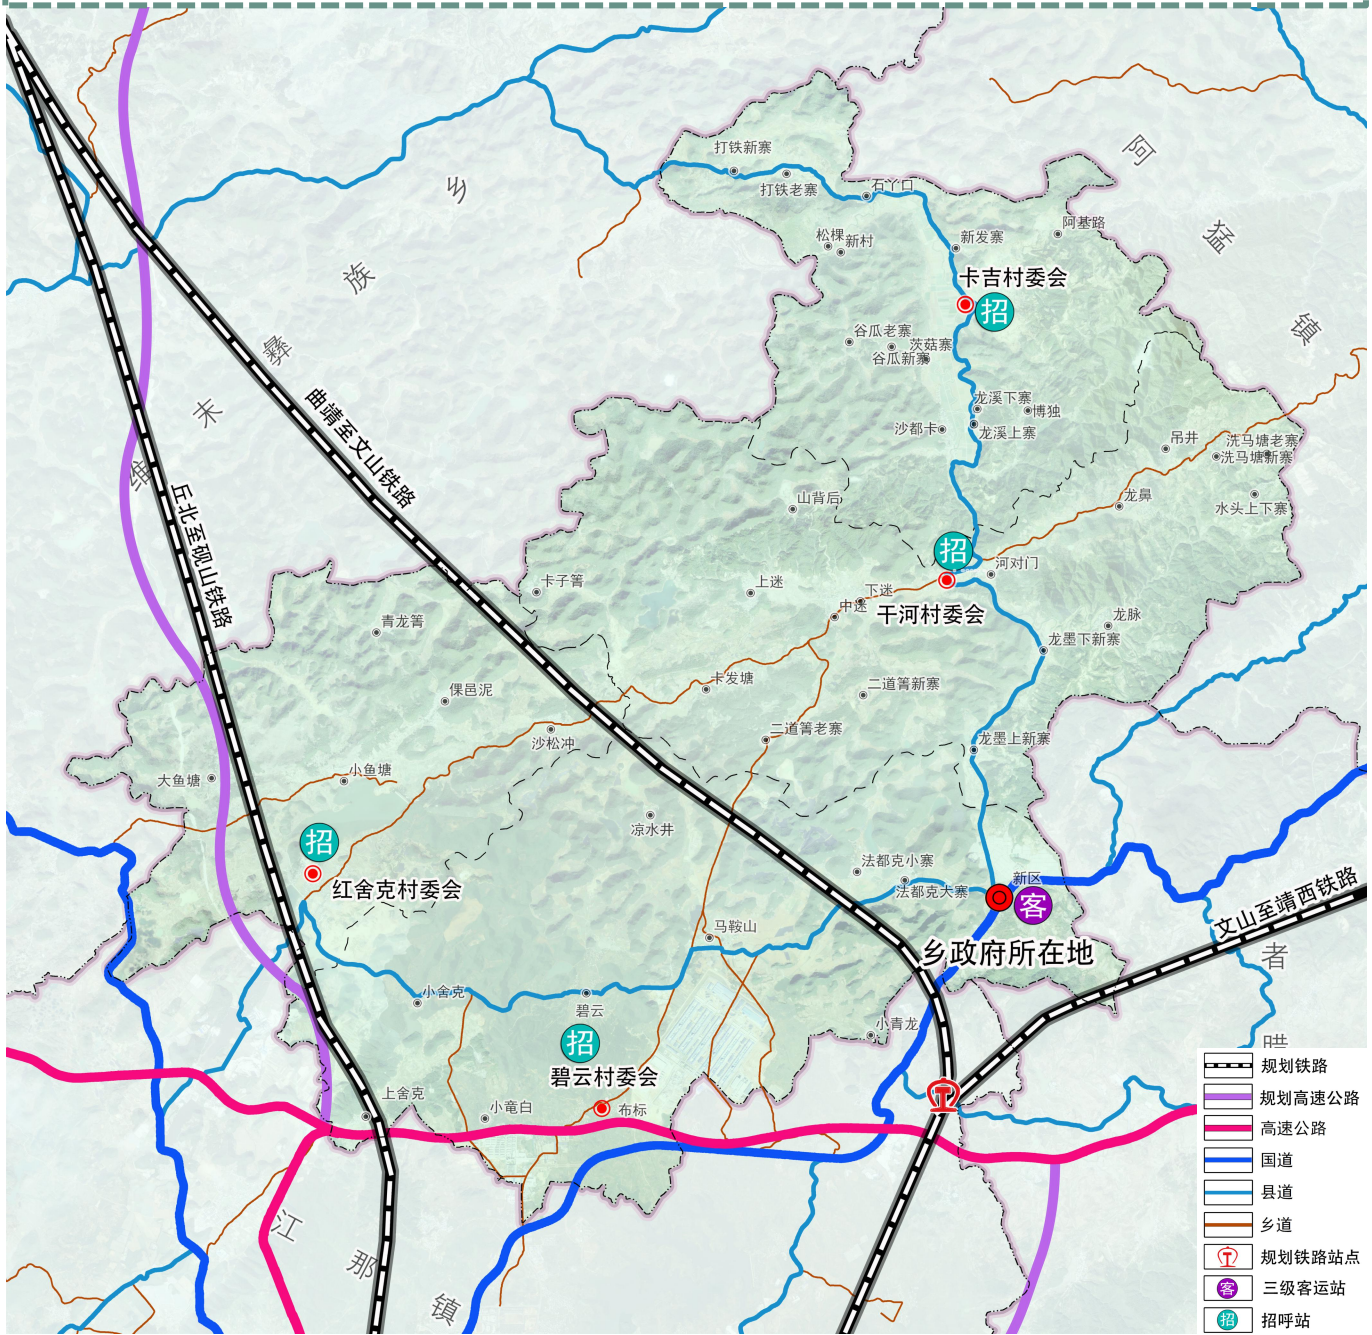 打铁新寨
打铁老寨
石丫口
阿
猛
镇
乡
族
彝
末
维
松棵
新村
新发寨
阿基路
卡吉村委会
招
谷瓜老寨
茨菇寨
谷瓜新寨
曲靖至文山铁路
丘北至砚山铁路
龙溪下寨
博独
沙都卡
龙溪上寨
吊井
洗马塘老寨
洗马塘新寨
山背后
龙鼻
水头上下寨
招
河对门
卡子箐
上迷
下迷
中迷
干河村委会
青龙箐
龙脉
龙墨下新寨
倮邑泥
卡发塘
二道箐新寨
沙松冲
二道箐老寨
龙墨上新寨
大鱼塘
小鱼塘
凉水井
招
红舍克村委会
法都克小寨
法都克大寨
新区
客
乡政府所在地
文山至靖西铁路
马鞍山
者
腊
小舍克
碧云
招
碧云村委会
小青龙
上舍克
小竜白
布标
江
那
镇
规划铁路
规划高速公路
高速公路
国道
县道
乡道
规划铁路站点
客
三级客运站
招
招呼站